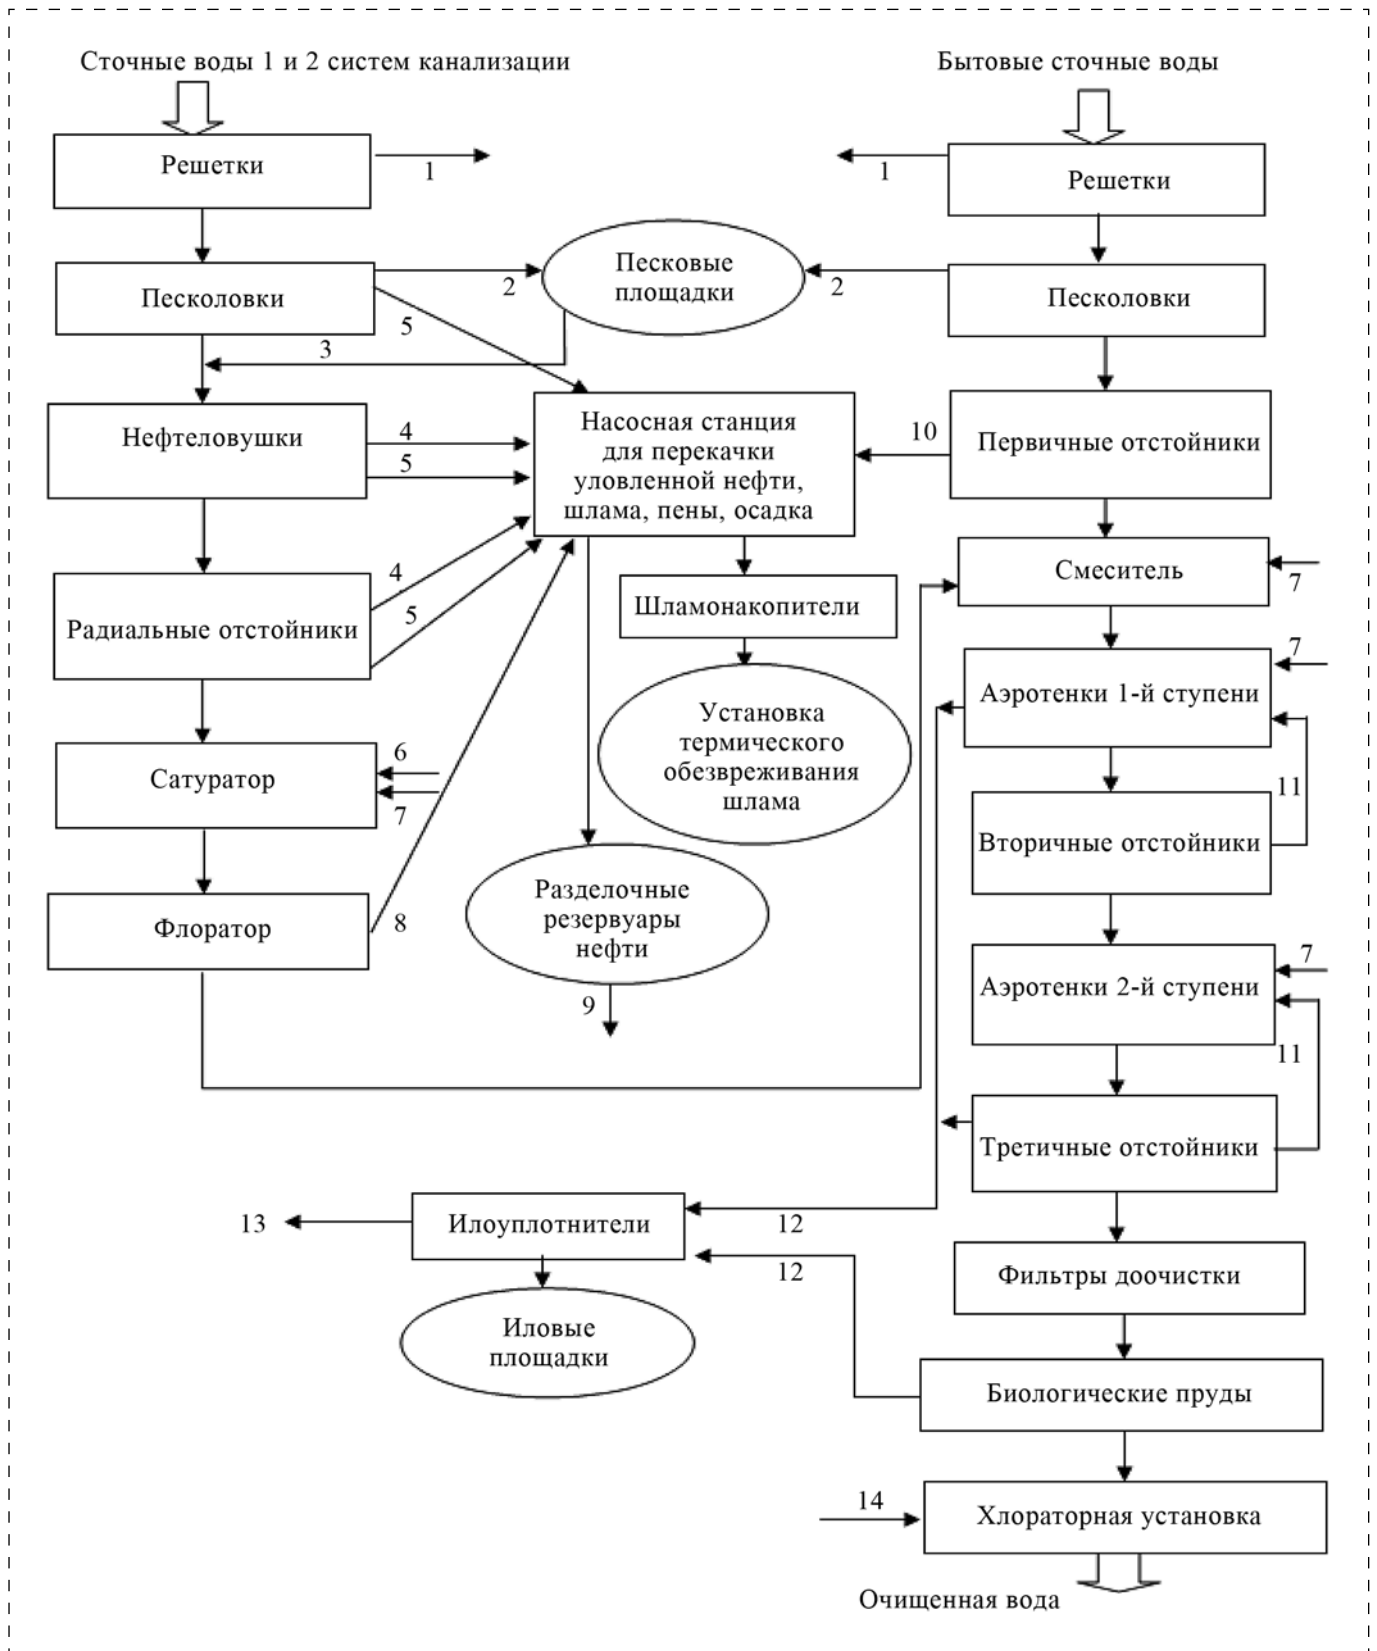 Сточные воды 1 и 2 систем канализации
Бытовые сточные воды
Решетки
1
1
Решетки
Песколовки
2
5
3
Песковые
площадки
2
Песколовки
Нефтеловушки
4
5
Насосная станция
для перекачки
уловленной нефти,
шлама, пены, осадка
10
Первичные отстойники
Радиальные отстойники
4
5
Шламонакопители
Смеситель
7
Установка
термического
обезвреживания
шлама
Аэротенки 1-й ступени
7
Сатуратор
6
7
Вторичные отстойники
11
Флоратор
8
Разделочные
резервуары
нефти
9
Аэротенки 2-й ступени
7
11
Третичные отстойники
13
Илоуплотнители
12
12
Фильтры доочистки
Иловые
площадки
Биологические пруды
14
Хлораторная установка
Очищенная вода